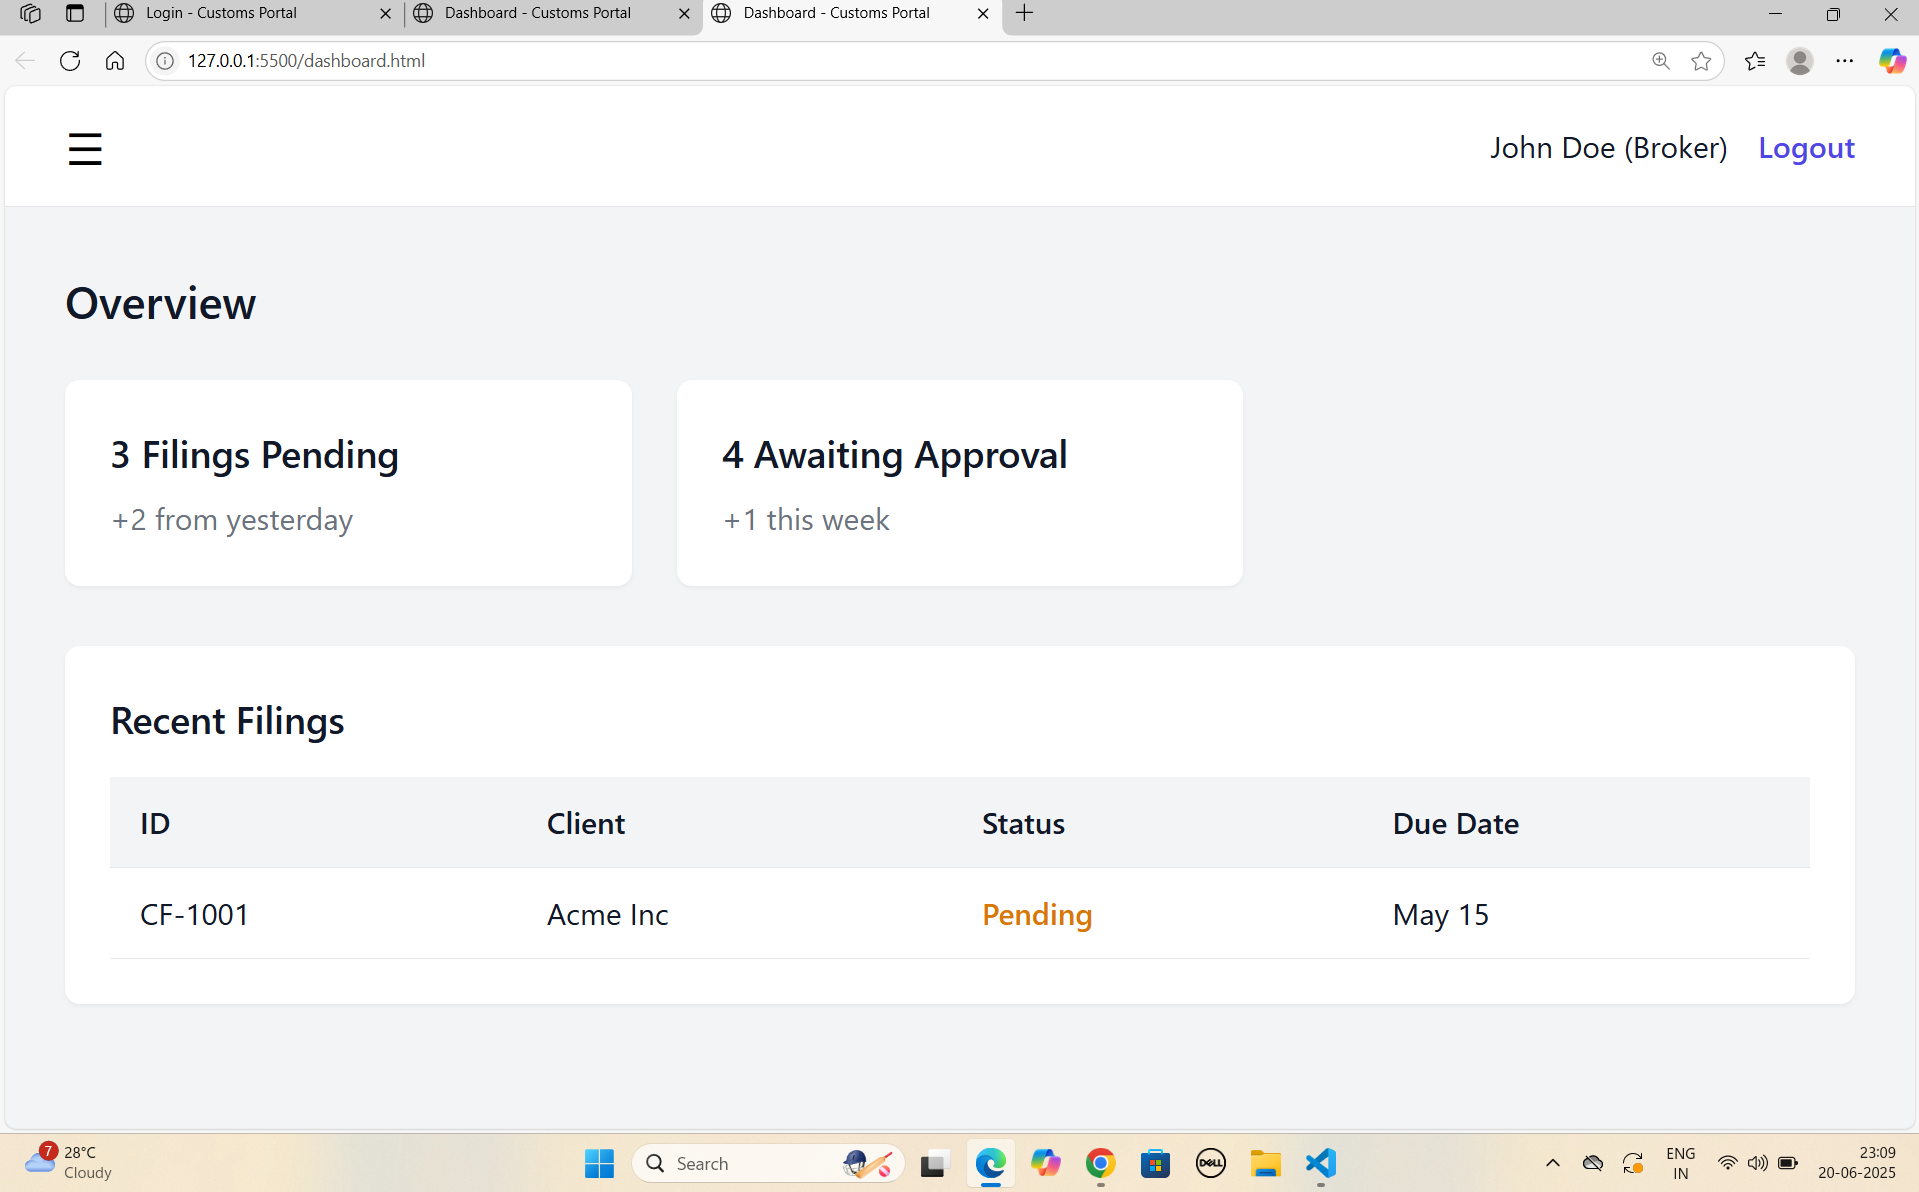 Login - Customs Portal
Dashboard - Customs Portal
Dashboard - Customs Portal
127.0.0.1:5500/dashboard.html
John Doe (Broker) Logout
Overview
3 Filings Pending
+2 from yesterday
4 Awaiting Approval
+1 this week
Recent Filings
ID Client Status Due Date
CF-1001 Acme Inc Pending May 15
7
28°C
Cloudy
Search
DELL
ENG
IN
23:09
20-06-2025